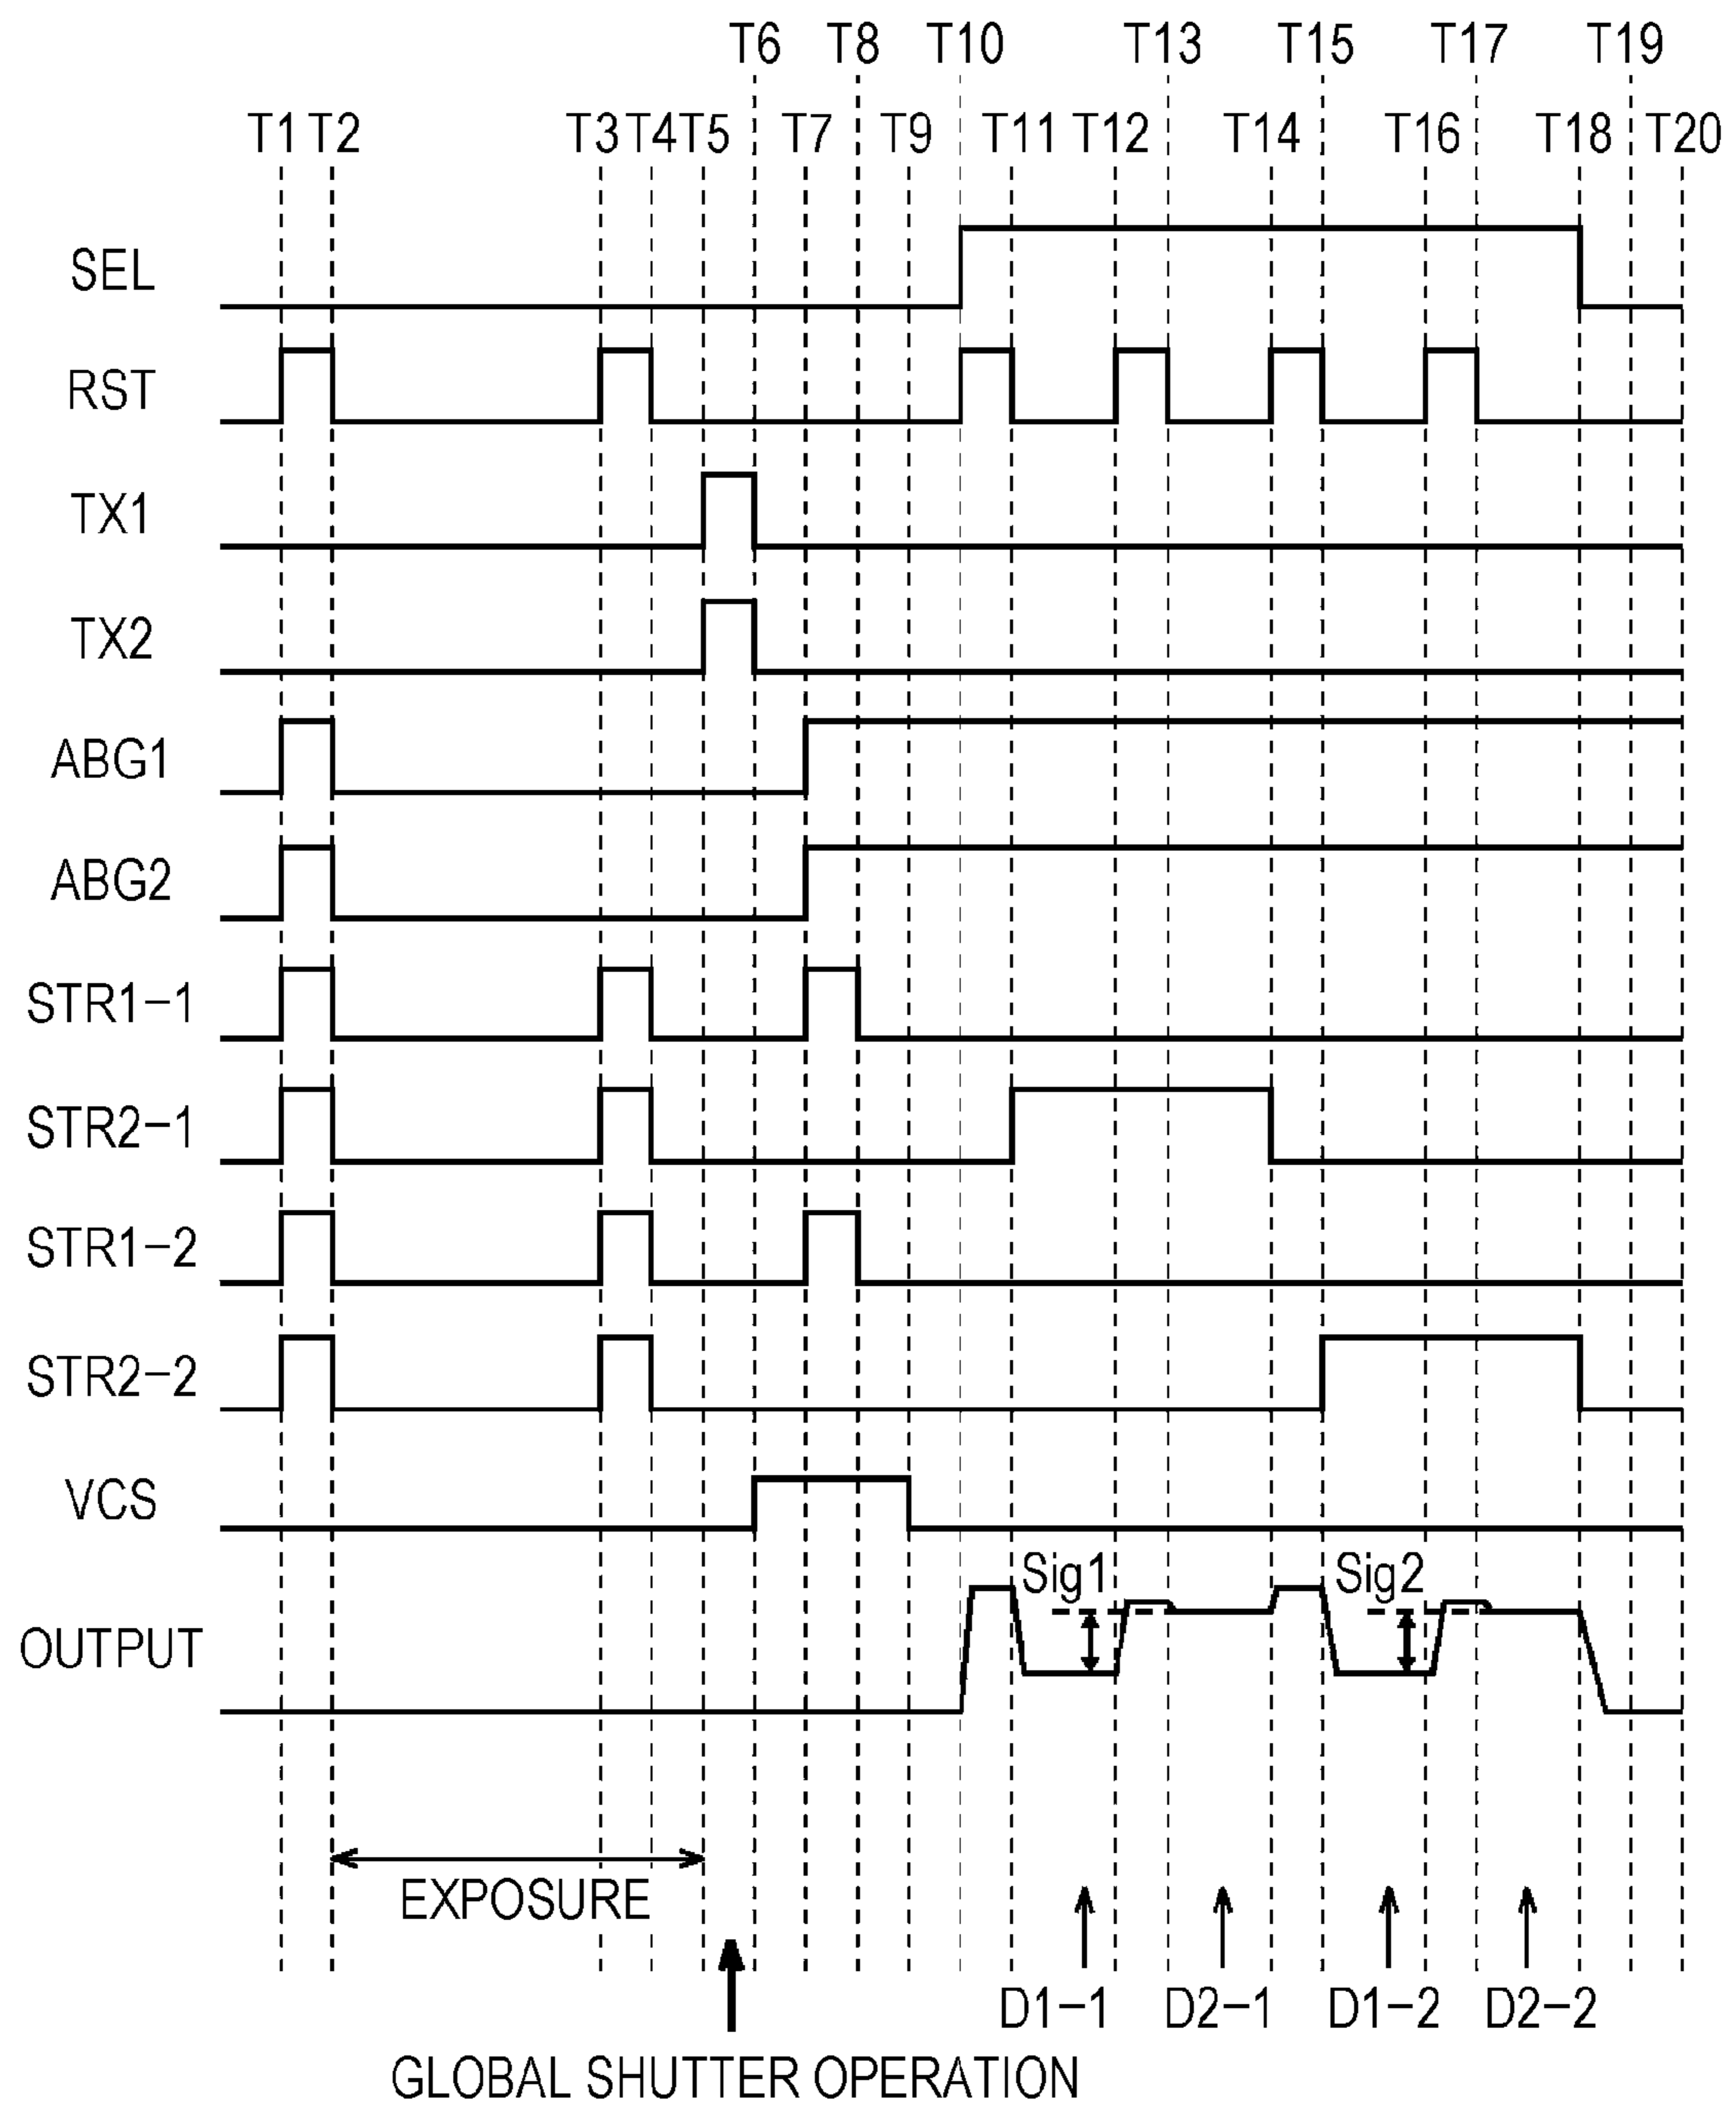 T6 T8 T10 T13 T15 T17 T19
T1 T2 T3 T4 T5 T7 T9 T11 T12 T14 T16 T18 T20
SEL
RST
TX1
TX2
ABG1
ABG2
STR1-1
STR2-1
STR1-2
STR2-2
VCS
Sig1 Sig2
OUTPUT
EXPOSURE
D1-1 D2-1 D1-2 D2-2
GLOBAL SHUTTER OPERATION